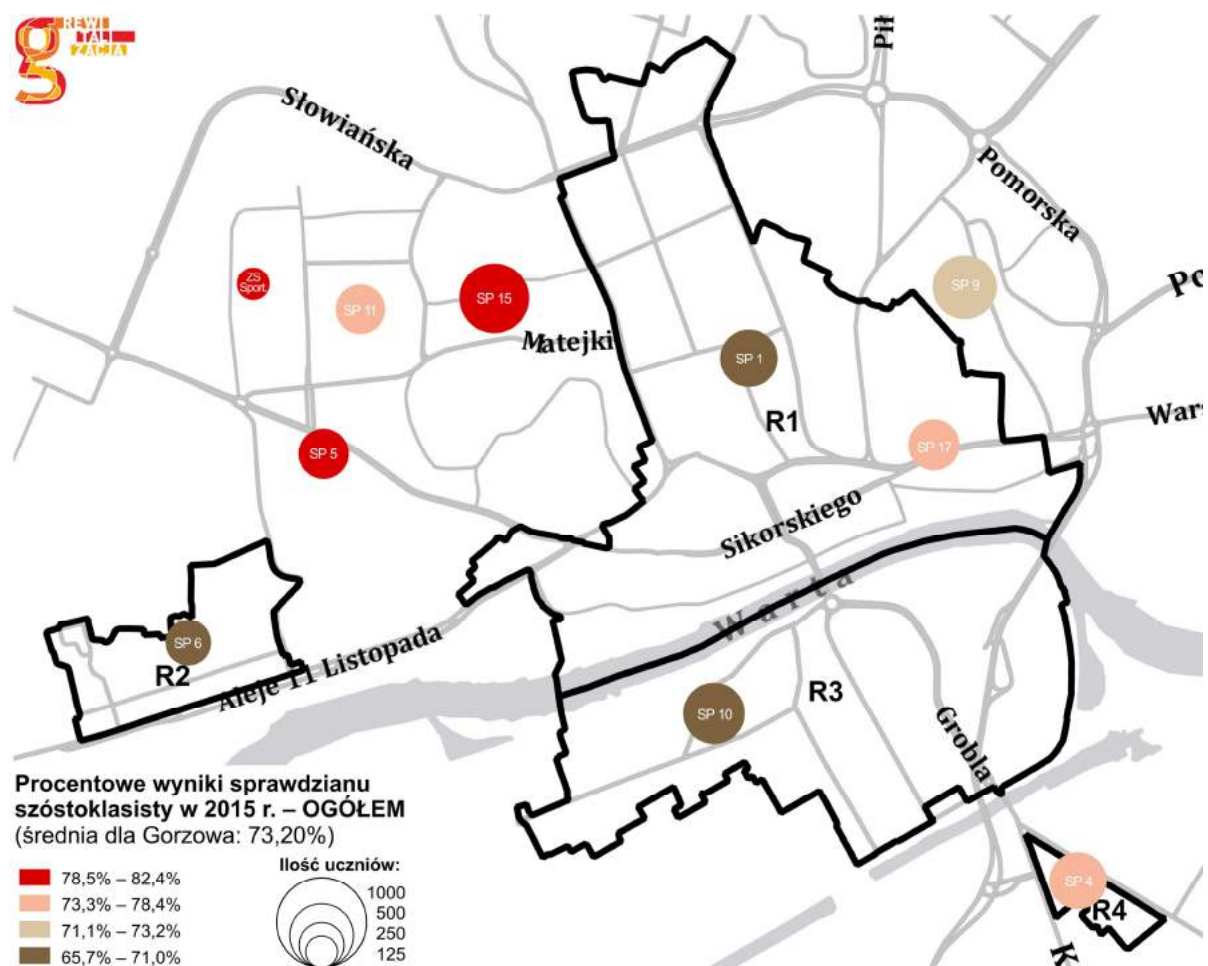 REWI
TALI
ZACJA
Słowiańska
Pomorska
ZS
Sport.
SP 11
SP 15
SP 9
Matejki
SP 1
R1
SP 17
SP 5
Sikorskiego
Warta
SP 6
R2
Aleje 11 Listopada
R3
SP 10
Grobla
SP 4
R4
K
Procentowe wyniki sprawdzianu
szóstoklasisty w 2015 r. – OGÓŁEM
(średnia dla Gorzowa: 73,20%)
78,5% – 82,4%
73,3% – 78,4%
71,1% – 73,2%
65,7% – 71,0%
Ilość uczniów:
1000
500
250
125